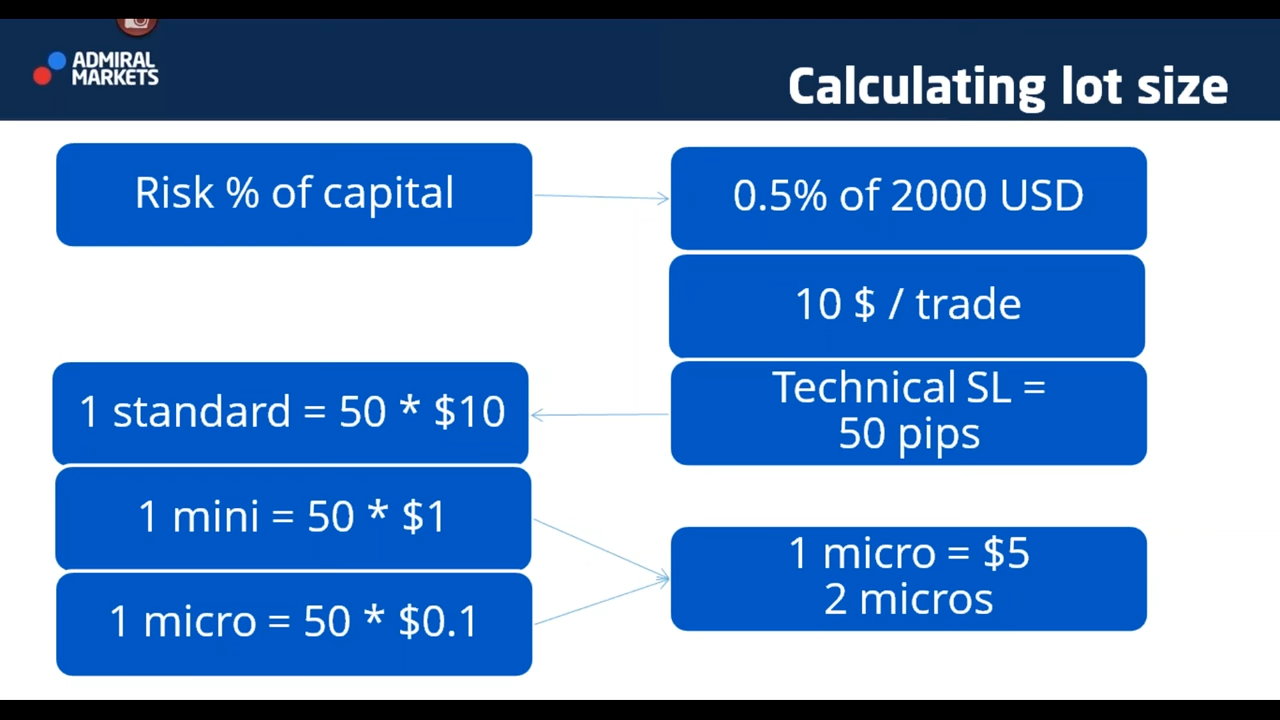 ADMIRAL
MARKETS
Calculating lot size
Risk % of capital
0.5% of 2000 USD
10 $ / trade
Technical SL =
50 pips
1 standard = 50 * $10
1 mini = 50 * $1
1 micro = 50 * $0.1
1 micro = $5
2 micros